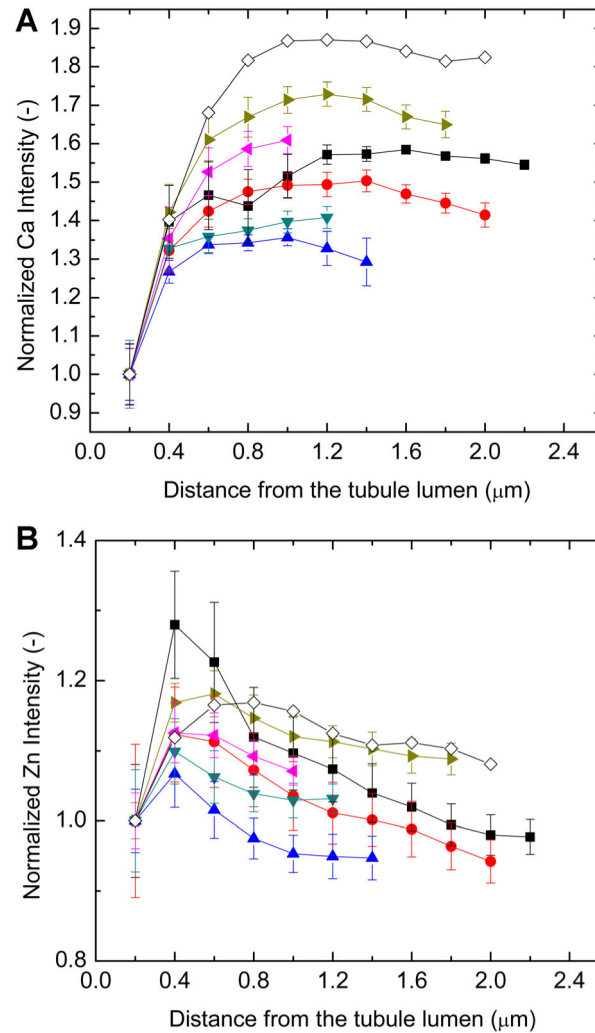 A
1.9
1.8
1.7
1.6
1.5
1.4
1.3
1.2
1.1
1.0
0.9
Normalized Ca Intensity (-)
0.0 0.4 0.8 1.2 1.6 2.0 2.4
Distance from the tubule lumen (μm)
B
1.4
1.2
1.0
0.8
Normalized Zn Intensity (-)
0.0 0.4 0.8 1.2 1.6 2.0 2.4
Distance from the tubule lumen (μm)